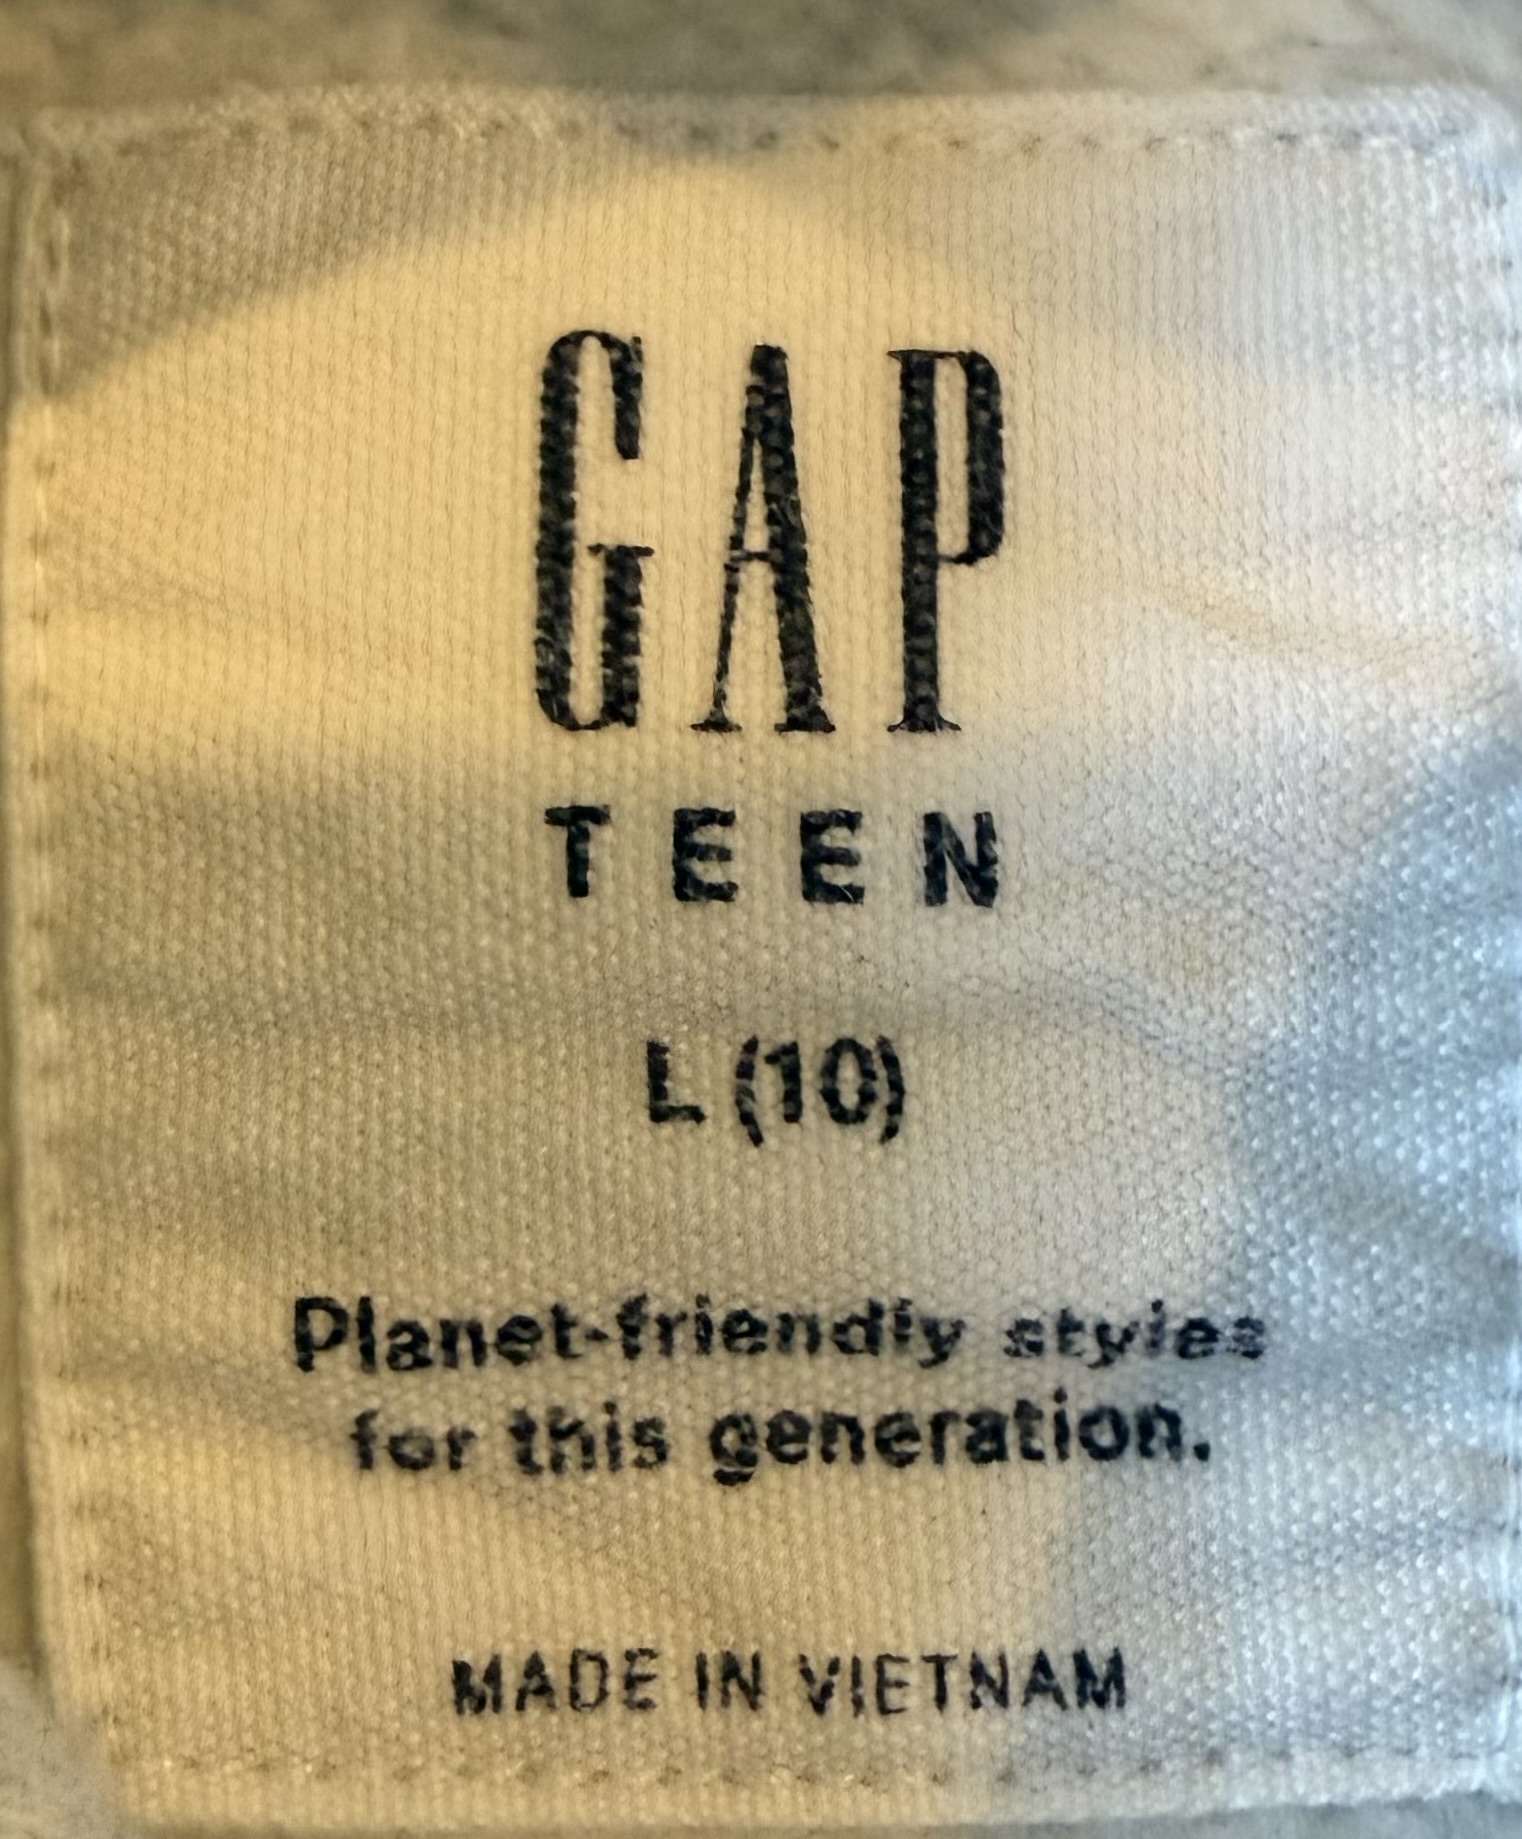 GAP
TEEN
L (10)
Planet-friendly styles
for this generation.
MADE IN VIETNAM